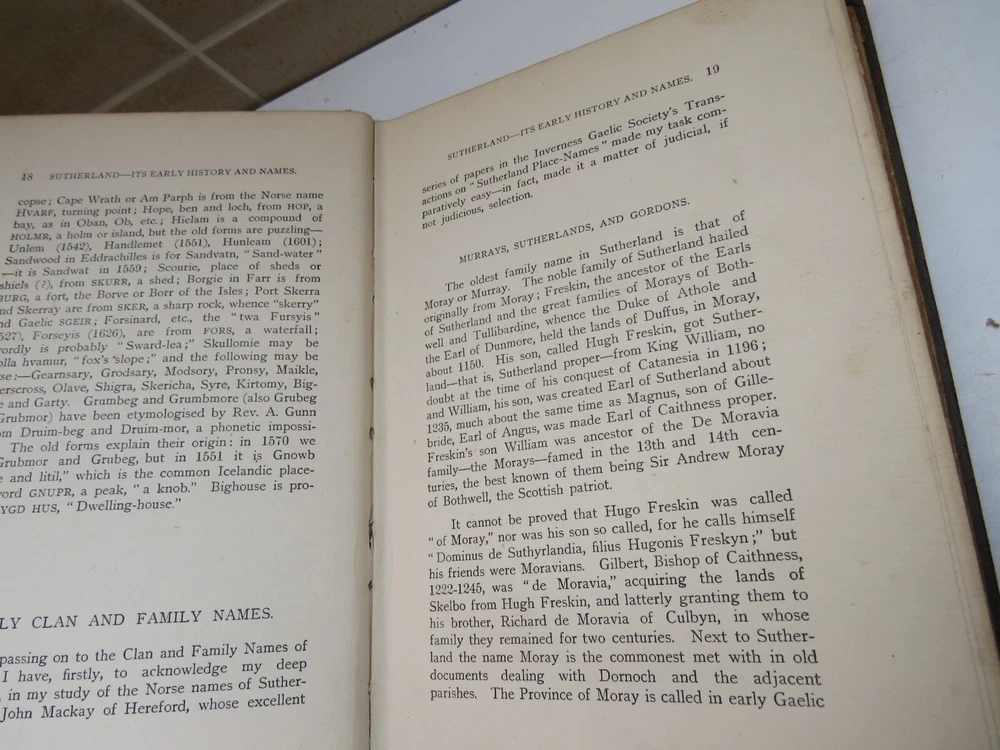 18 SUTHERLAND—ITS EARLY HISTORY AND NAMES.
copse; Cape Wrath or Am Parph is from the Norse name
HVARF, turning point; Hope, ben and loch, from HOP, a
bay, as in Oban, Ob, etc.; Hielam is a compound of
HOLMR, a holm or island, but the old forms are puzzling—
Unlem (1542), Handlemet (1551), Hunleam (1601);
Sandwood in Eddrachilles is for Sandvatn, "Sand-water"
—it is Sandwat in 1559; Scourie, place of sheds or
shiels (?), from SKURR, a shed; Borgie in Farr is from
BURG, a fort, the Borve or Borr of the Isles; Port Skerra
nd Skerray are from SKER, a sharp rock, whence "skerry"
nd Gaelic SGEIR; Forsinard, etc., the "twa Fursyis"
527), Forseyis (1626), are from FORS, a waterfall;
ordly is probably "Sward-lea;" Skullomie may be
olla hvamur, "fox's slope;" and the following may be
se:—Gearnsary, Grodsary, Modsory, Pronsy, Maikle,
erscross, Olave, Shigra, Skericha, Syre, Kirtomy, Big-
e and Garty. Grumbeg and Grumbmore (also Grubeg
Grubmor) have been etymologised by Rev. A. Gunn
om Druim-beg and Druim-mor, a phonetic impossi-
The old forms explain their origin: in 1570 we
Grubmor and Grubeg, but in 1551 it is Gnowb
e and litil," which is the common Icelandic place-
ord GNUPR, a peak, "a knob." Bighouse is pro-
YGD HUS, "Dwelling-house."
LY CLAN AND FAMILY NAMES.
passing on to the Clan and Family Names of
I have, firstly, to acknowledge my deep
, in my study of the Norse names of Suther-
John Mackay of Hereford, whose excellent
SUTHERLAND—ITS EARLY HISTORY AND NAMES. 19
series of papers in the Inverness Gaelic Society's Trans-
actions on "Sutherland Place-Names" made my task com-
paratively easy—in fact, made it a matter of judicial, if
not judicious, selection.
MURRAYS, SUTHERLANDS, AND GORDONS.
The oldest family name in Sutherland is that of
Moray or Murray. The noble family of Sutherland hailed
originally from Moray; Freskin, the ancestor of the Earls
of Sutherland and the great families of Morays of Both-
well and Tullibardine, whence the Duke of Athole and
the Earl of Dunmore, held the lands of Duffus, in Moray,
about 1150. His son, called Hugh Freskin, got Suther-
land—that is, Sutherland proper—from King William, no
doubt at the time of his conquest of Catanesia in 1196;
and William, his son, was created Earl of Sutherland about
1235, much about the same time as Magnus, son of Gille-
bride, Earl of Angus, was made Earl of Caithness proper.
Freskin's son William was ancestor of the De Moravia
family—the Morays—famed in the 13th and 14th cen-
turies, the best known of them being Sir Andrew Moray
of Bothwell, the Scottish patriot.
It cannot be proved that Hugo Freskin was called
"of Moray," nor was his son so called, for he calls himself
"Dominus de Suthyrlandia, filius Hugonis Freskyn;" but
his friends were Moravians. Gilbert, Bishop of Caithness,
1222-1245, was "de Moravia," acquiring the lands of
Skelbo from Hugh Freskin, and latterly granting them to
his brother, Richard de Moravia of Culbyn, in whose
family they remained for two centuries. Next to Suther-
land the name Moray is the commonest met with in old
documents dealing with Dornoch and the adjacent
parishes. The Province of Moray is called in early Gaelic